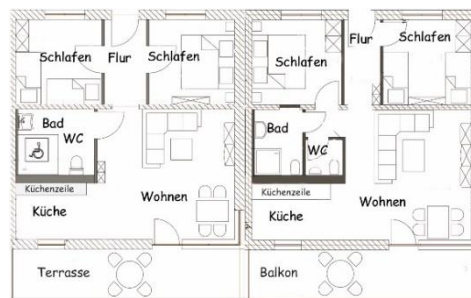 Schlafen
Flur
Schlafen
Bad
WC
Küchenzeile
Küche
Wohnen
Terrasse
Schlafen
Flur
Schlafen
Bad
WC
Küchenzeile
Küche
Wohnen
Balkon